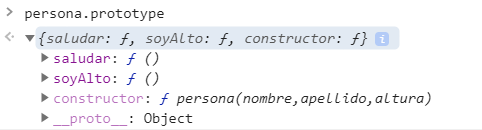 > persona.prototype
{saludar: ƒ, soyAlto: ƒ, constructor: ƒ} i
saludar: ƒ ()
soyAlto: ƒ ()
constructor: ƒ persona(nombre,apellido,altura)
__proto__: Object